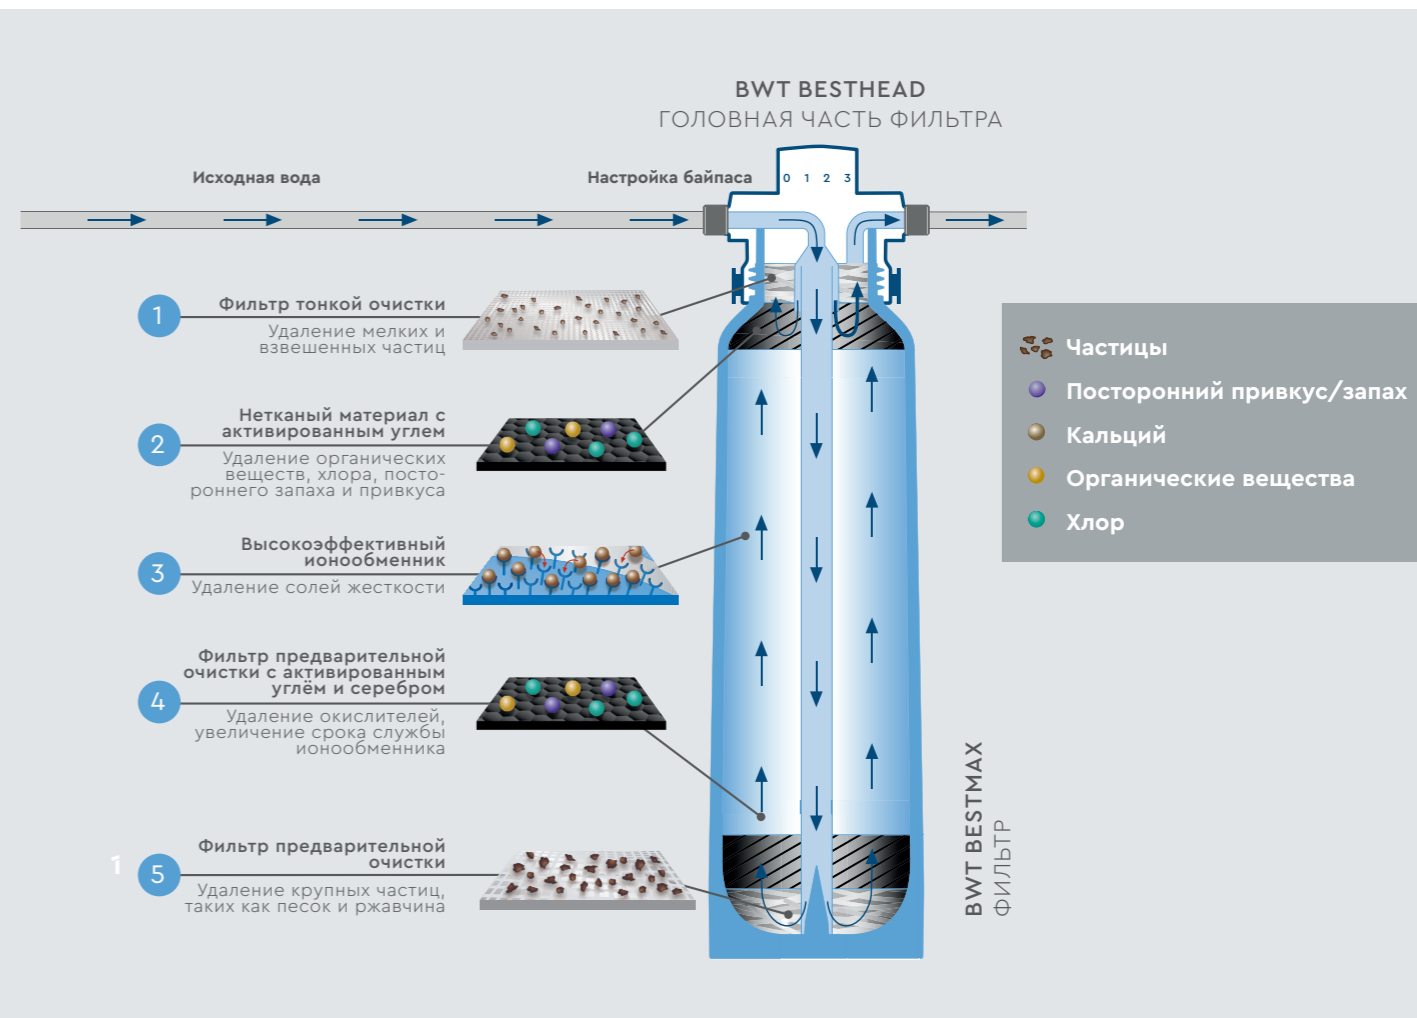 BWT BESTHEAD
ГОЛОВНАЯ ЧАСТЬ ФИЛЬТРА
Исходная вода
Настройка байпаса
0 1 2 3
1
Фильтр тонкой очистки
Удаление мелких и
взвешенных частиц
2
Нетканый материал с
активированным углем
Удаление органических
веществ, хлора, посто-
роннего запаха и привкуса
3
Высокоэффективный
ионообменник
Удаление солей жесткости
4
Фильтр предварительной
очистки с активированным
углём и серебром
Удаление окислителей,
увеличение срока службы
ионообменника
1
5
Фильтр предварительной
очистки
Удаление крупных частиц,
таких как песок и ржавчина
Частицы
Посторонний привкус/запах
Кальций
Органические вещества
Хлор
BWT BESTMAX
ФИЛЬТР